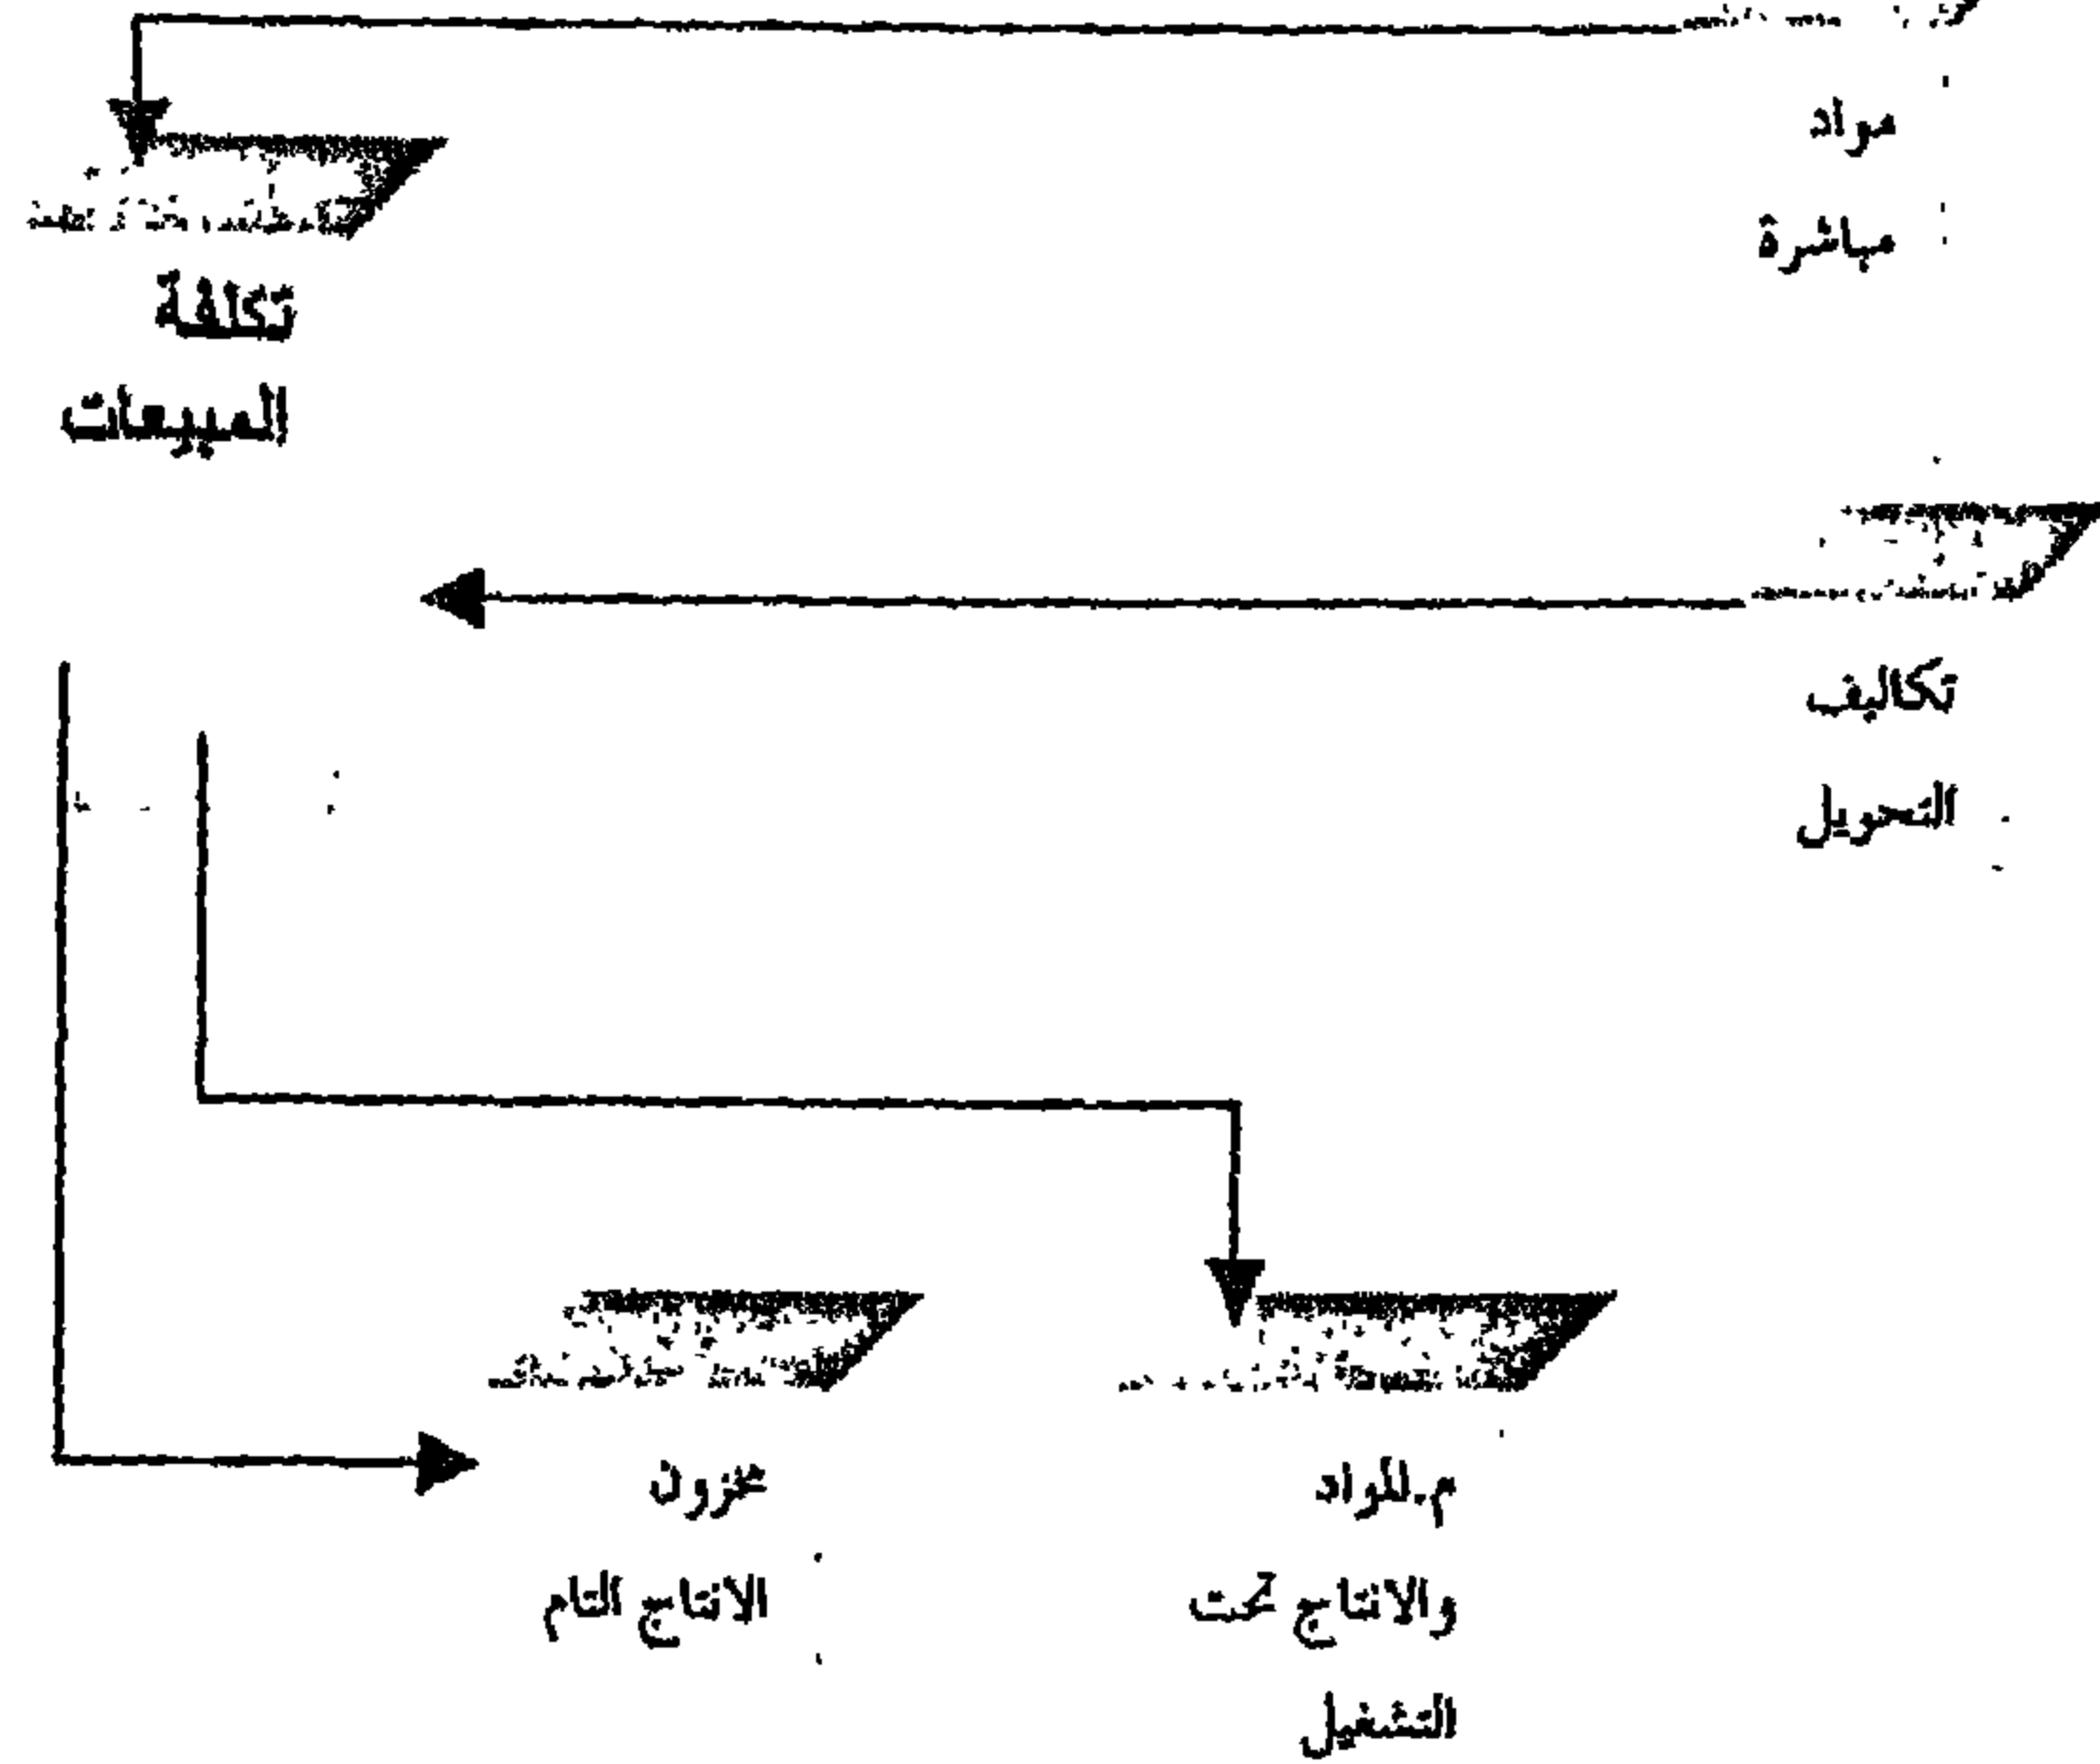 مواد
مباشرة
تكلفة
المبيعات
تكاليف
التحويل
م.المواد
والانتاج تحت
التشغيل
مخزون
الانتاج التام